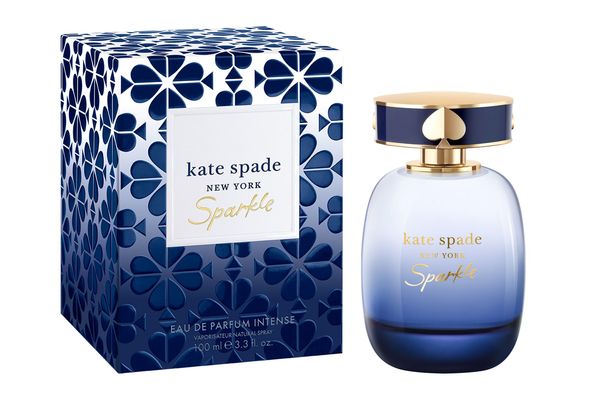 kate spade
NEW YORK
Sparkle
EAU DE PARFUM INTENSE
VAPORISATEUR NATURAL SPRAY
100 ml ℮ 3.3 fl. oz.
kate spade
NEW YORK
Sparkle